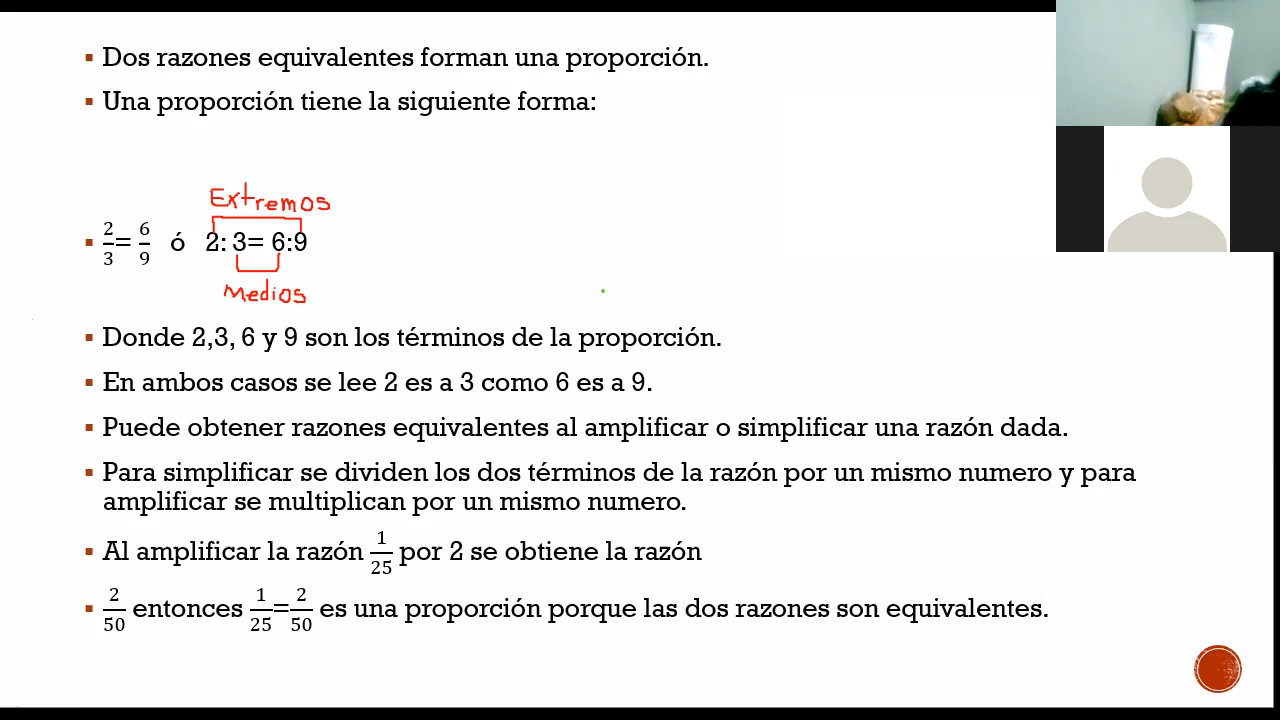 Dos razones equivalentes forman una proporción.
Una proporción tiene la siguiente forma:
Extremos
2/3= 6/9 ó 2: 3= 6:9
Medios
Donde 2,3, 6 y 9 son los términos de la proporción.
En ambos casos se lee 2 es a 3 como 6 es a 9.
Puede obtener razones equivalentes al amplificar o simplificar una razón dada.
Para simplificar se dividen los dos términos de la razón por un mismo numero y para
amplificar se multiplican por un mismo numero.
Al amplificar la razón 1/25 por 2 se obtiene la razón
2/50 entonces 1/25=2/50 es una proporción porque las dos razones son equivalentes.